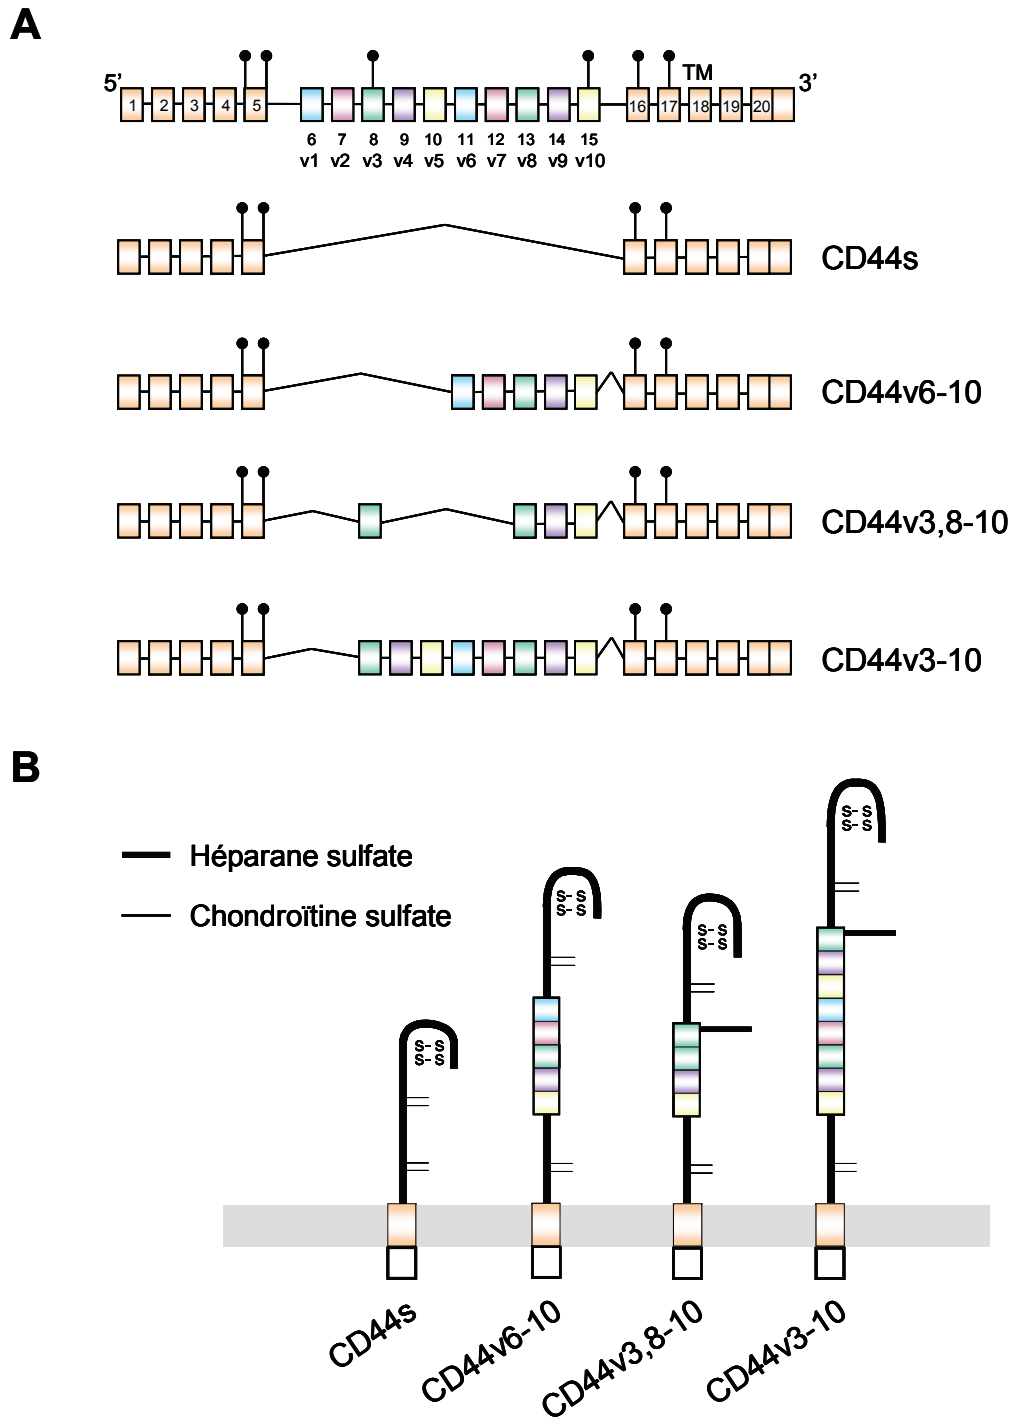 A
5’ 3’
TM
1 2 3 4 5 16 17 18 19 20
6 7 8 9 10 11 12 13 14 15
v1 v2 v3 v4 v5 v6 v7 v8 v9 v10
CD44s
CD44v6-10
CD44v3,8-10
CD44v3-10
B
Héparane sulfate
Chondroïtine sulfate
S-S
S-S
S-S
S-S
S-S
S-S
S-S
S-S
CD44s
CD44v6-10
CD44v3,8-10
CD44v3-10